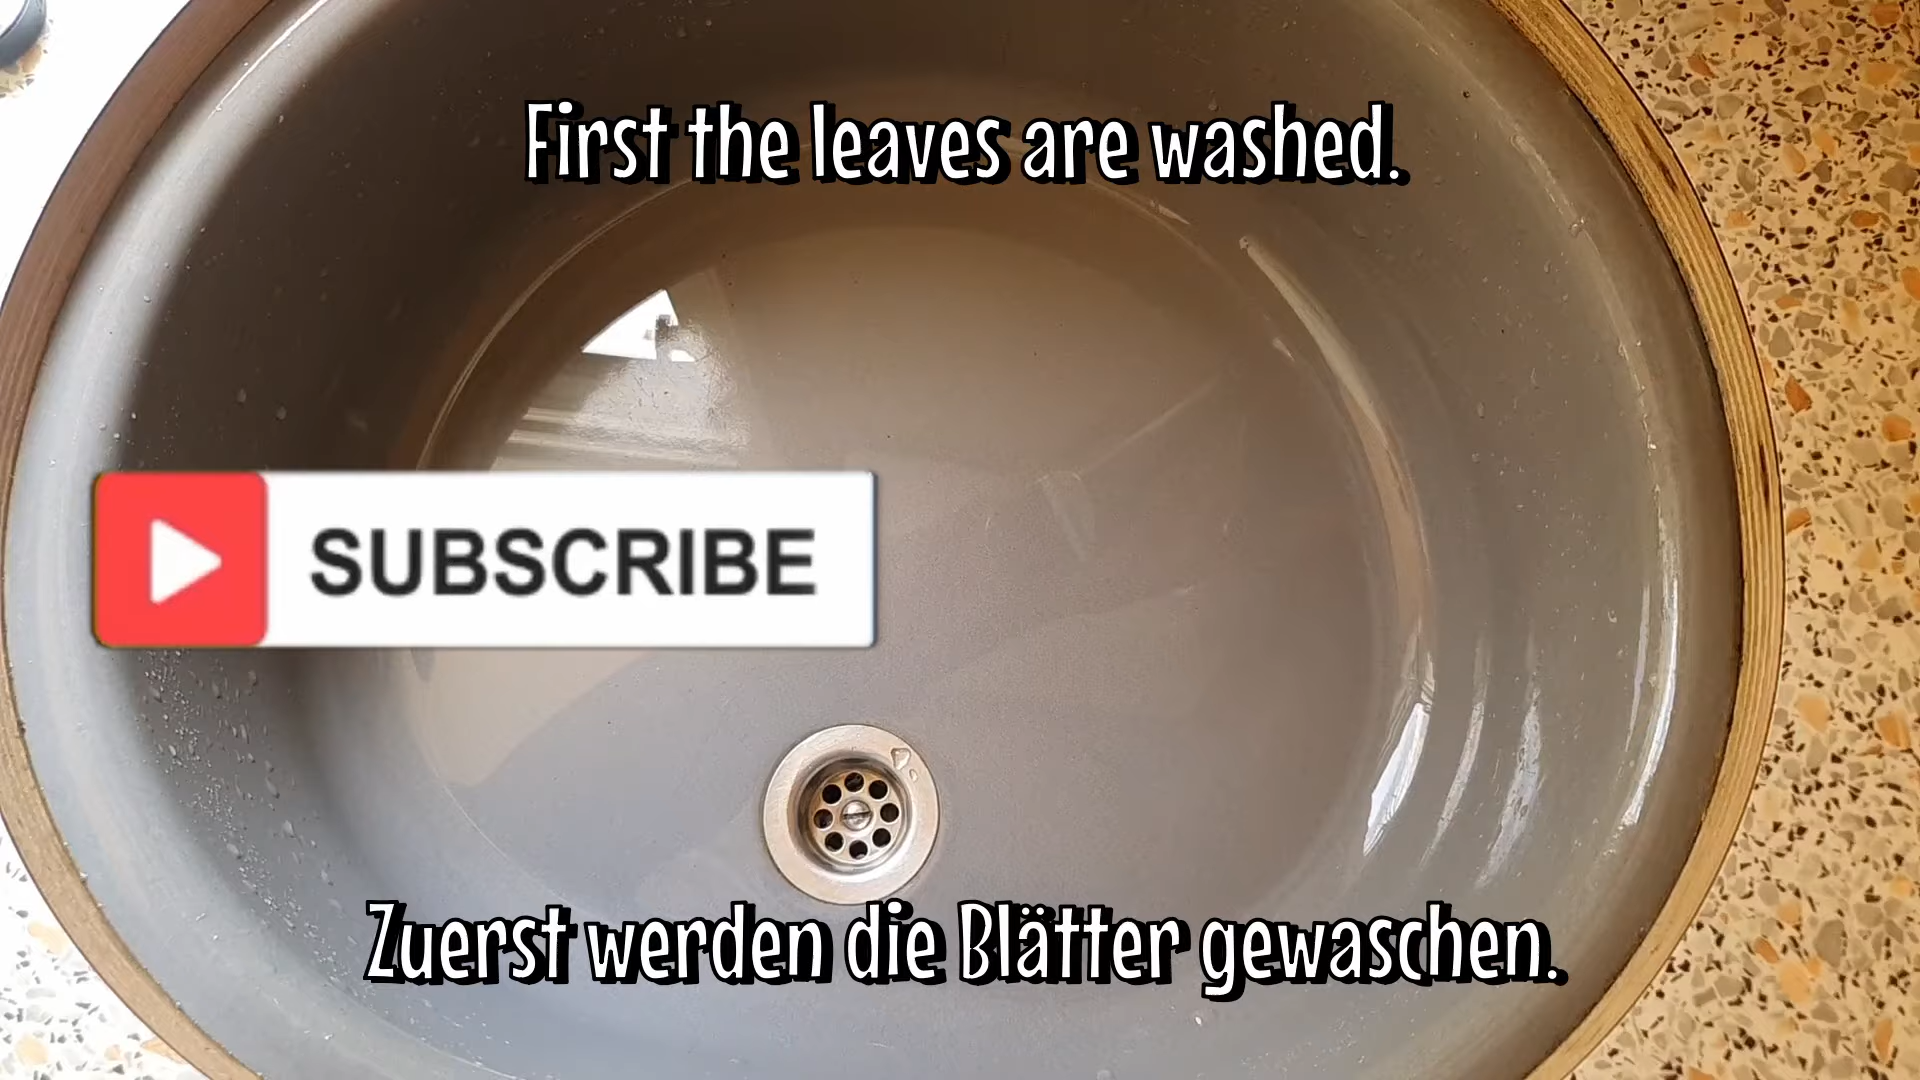 First the leaves are washed.
SUBSCRIBE
Zuerst werden die Blätter gewaschen.